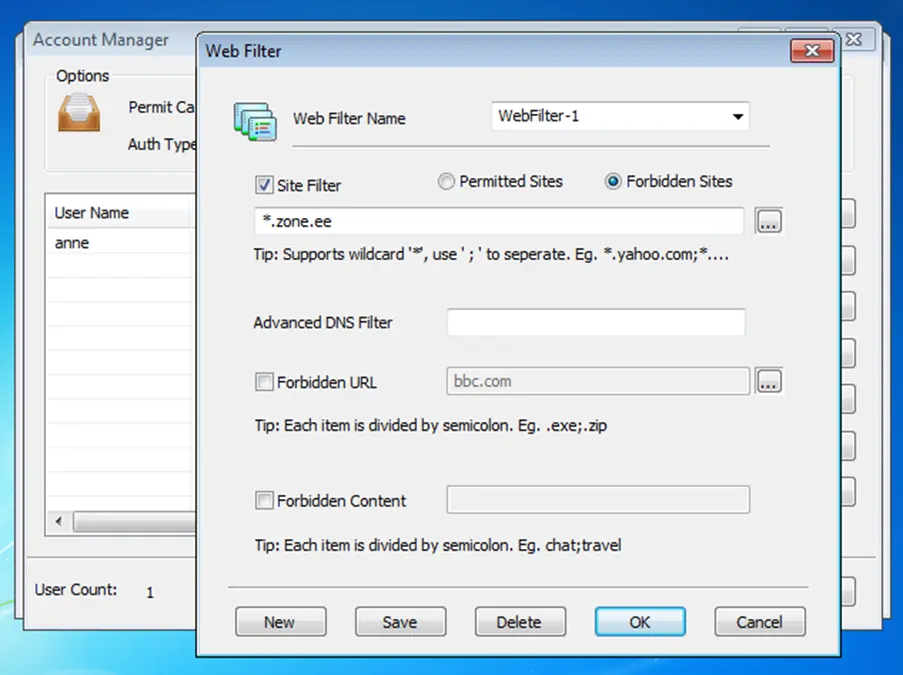 Account Manager
Web Filter
Options
Permit Ca
Auth Type
User Name
anne
User Count: 1
Web Filter Name WebFilter-1
Site Filter Permitted Sites Forbidden Sites
*.zone.ee ...
Tip: Supports wildcard '*', use ' ; ' to seperate. Eg. *.yahoo.com;*....
Advanced DNS Filter
Forbidden URL bbc.com ...
Tip: Each item is divided by semicolon. Eg. .exe;.zip
Forbidden Content
Tip: Each item is divided by semicolon. Eg. chat;travel
New Save Delete OK Cancel